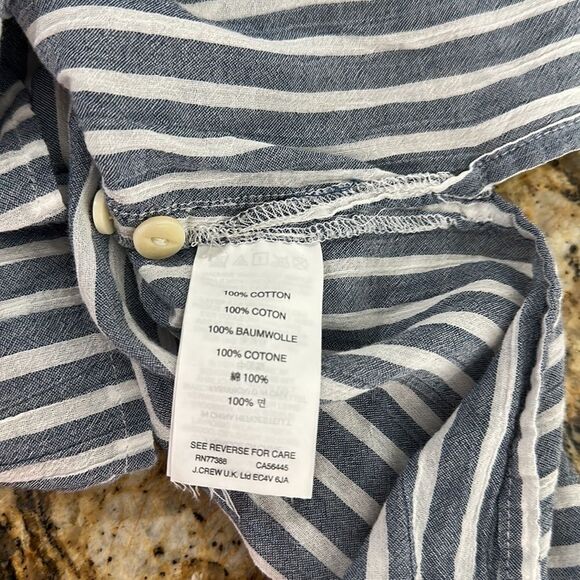 100% COTTON
100% COTON
100% BAUMWOLLE
100% COTONE
綿 100%
100% 면
SEE REVERSE FOR CARE
RN77388 CA56445
J.CREW U.K. Ltd EC4V 6JA